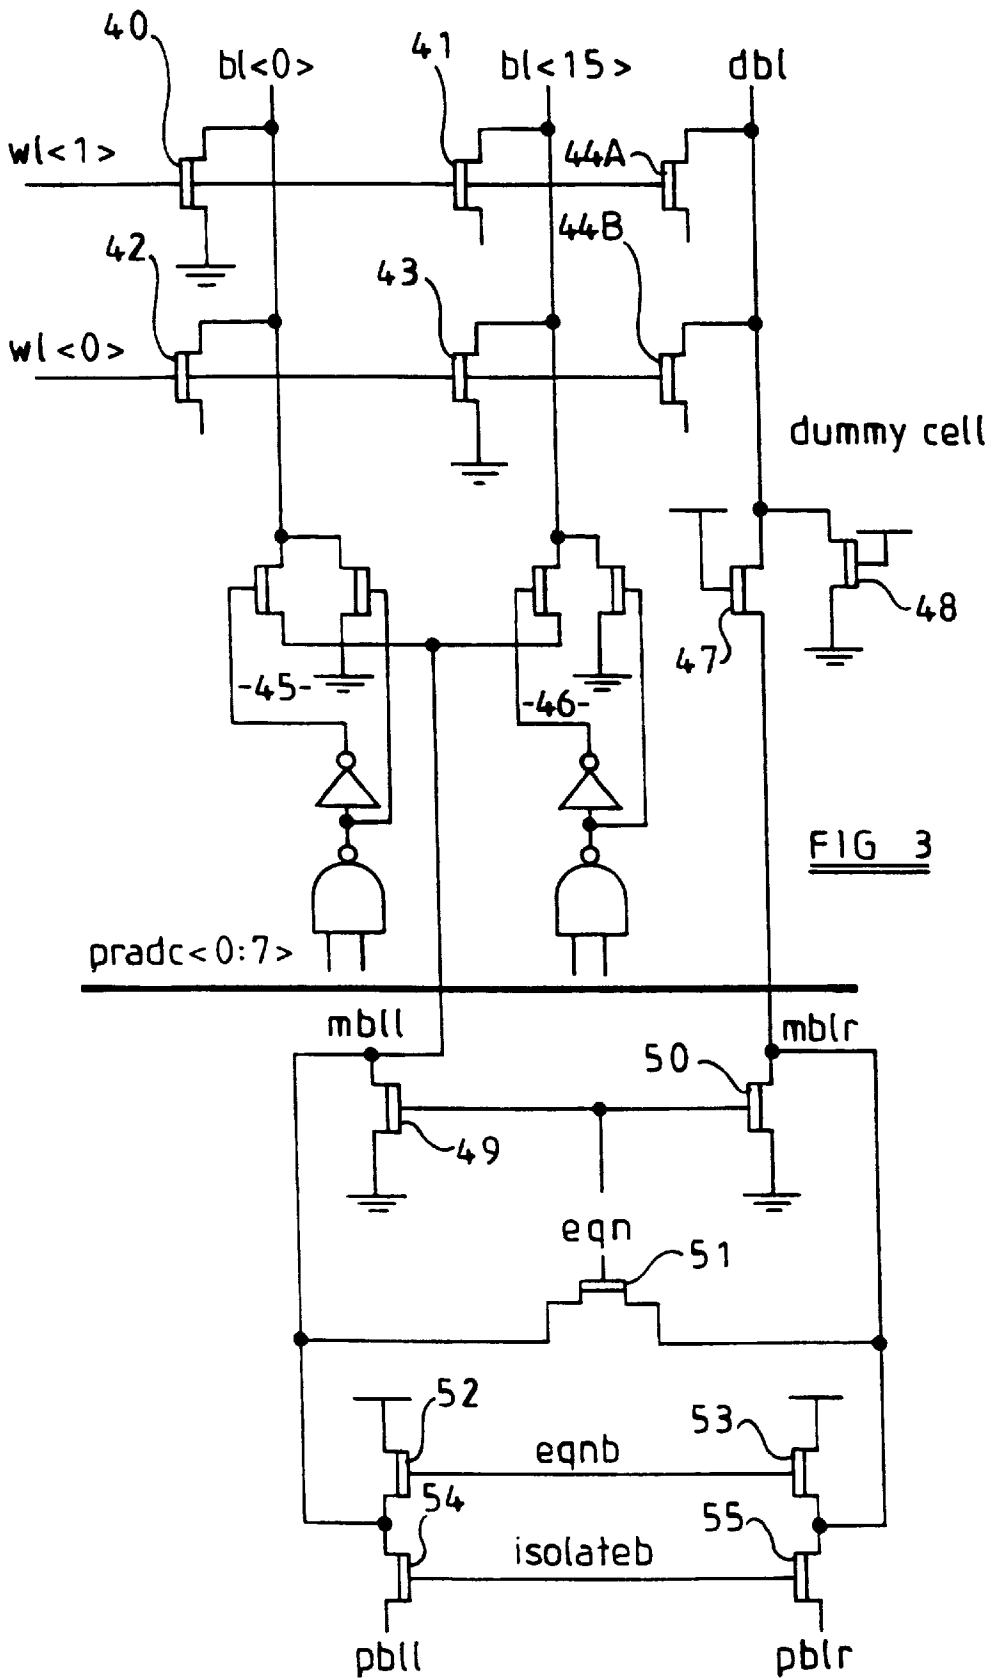 40
41
bl<0>
bl<15>
dbl
wl<1>
44A
42
43
44B
wl<0>
dummy cell
48
47
-45-
-46-
FIG 3
pradc<0:7>
mbll
mblr
50
49
eqn
51
52
53
eqnb
54
55
isolateb
pbll
pblr